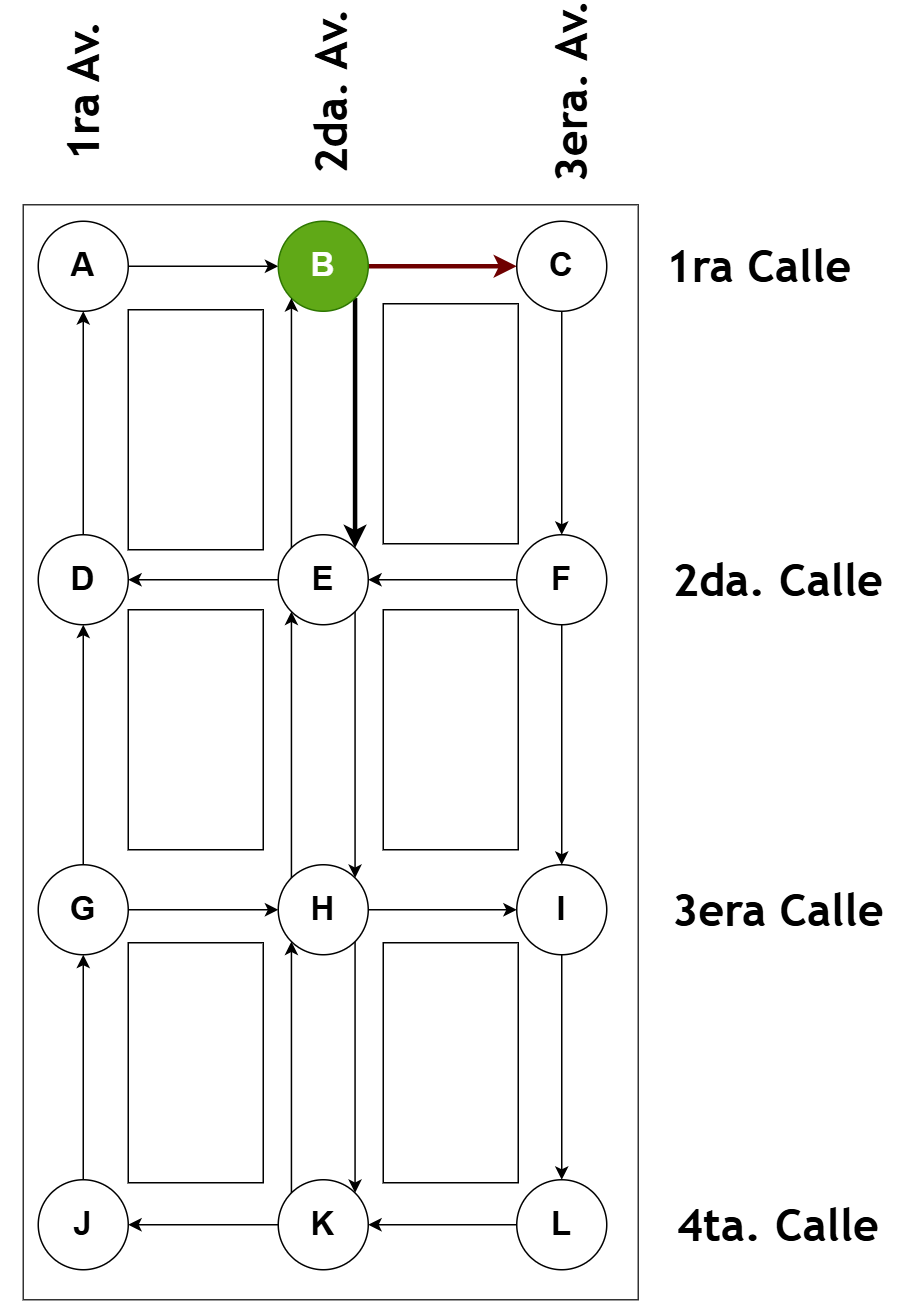 1ra Av.
2da. Av.
3era. Av.
A
B
C
1ra Calle
D
E
F
2da. Calle
G
H
I
3era Calle
J
K
L
4ta. Calle